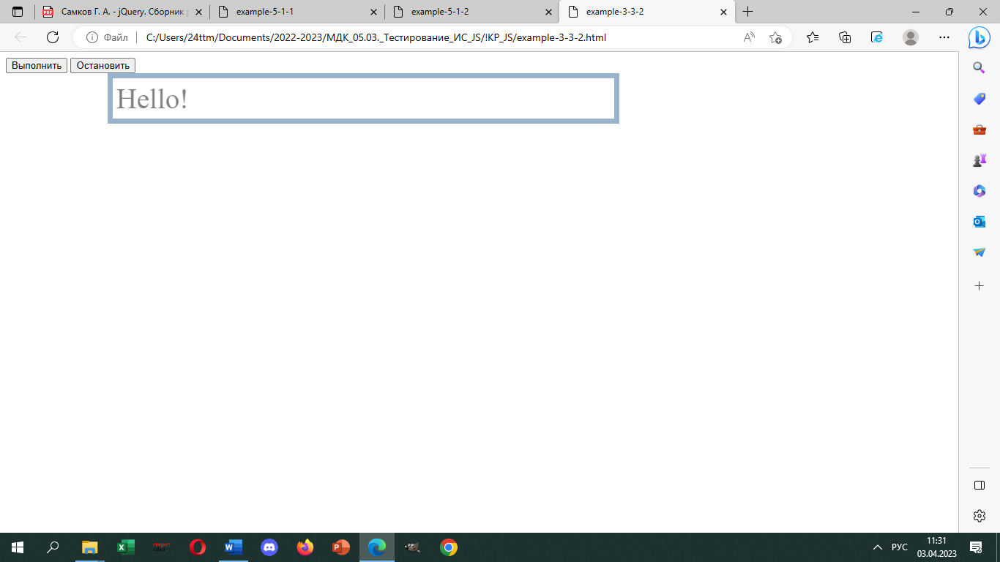 Самков Г. А. - jQuery. Сборник
example-5-1-1
example-5-1-2
example-3-3-2
Файл
C:/Users/24ttm/Documents/2022-2023/МДК_05.03._Тестирование_ИС_JS/!КР_JS/example-3-3-2.html
Выполнить
Остановить
Hello!
РУС
11:31
03.04.2023